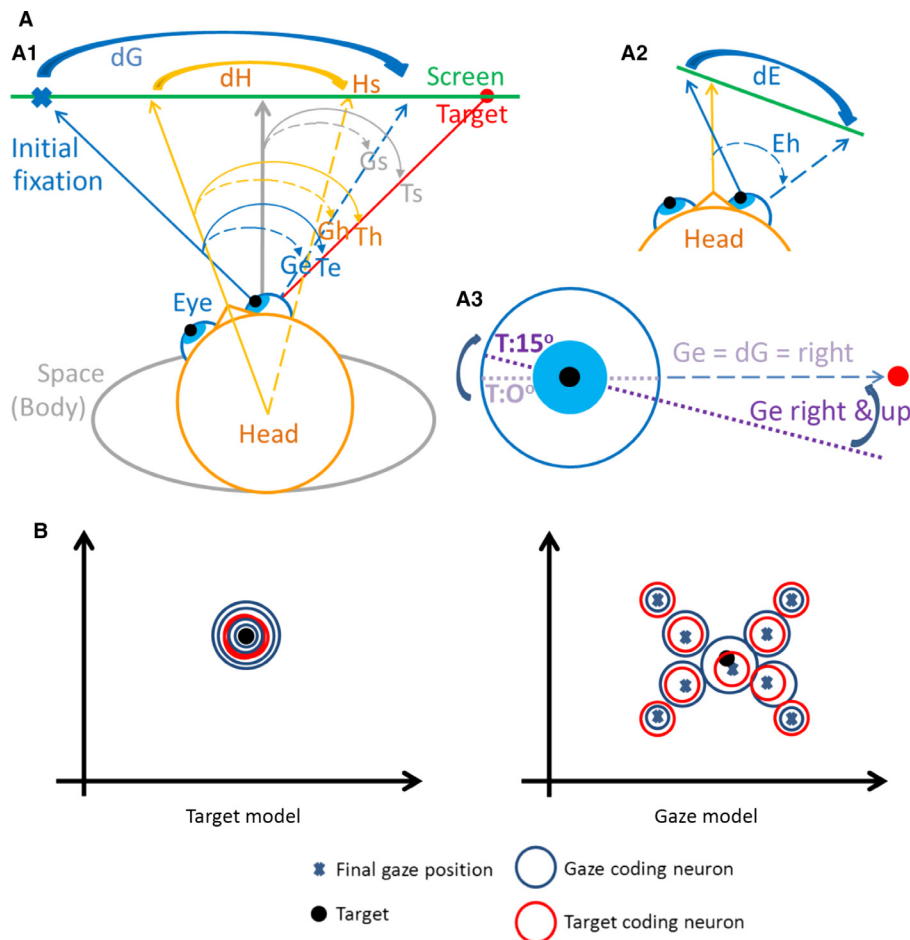 A
A1
dG
dH
Hs
Screen
Target
Initial
fixation
Gs
Ts
Gh
Th
Ge
Te
Eye
Space
(Body)
Head
A2
dE
Eh
Head
A3
T:15º
T:0º
Ge = dG = right
Ge right & up
B
Target model
Gaze model
Final gaze position
Gaze coding neuron
Target
Target coding neuron